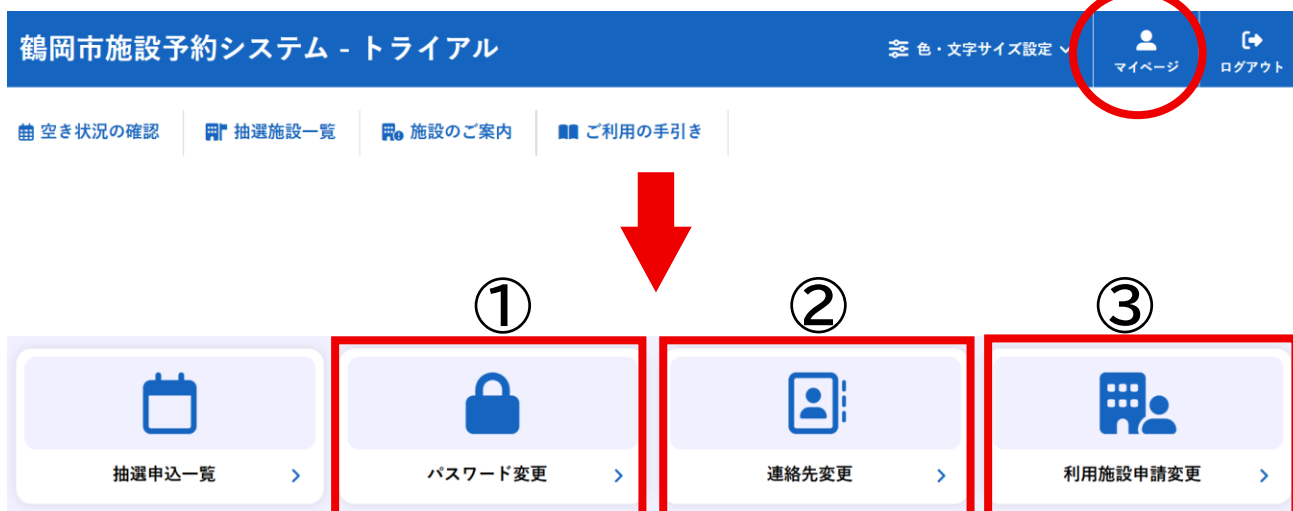 鶴岡市施設予約システム - トライアル
色・文字サイズ設定
マイページ
ログアウト
空き状況の確認
抽選施設一覧
施設のご案内
ご利用の手引き
① ② ③
抽選申込一覧
パスワード変更
連絡先変更
利用施設申請変更